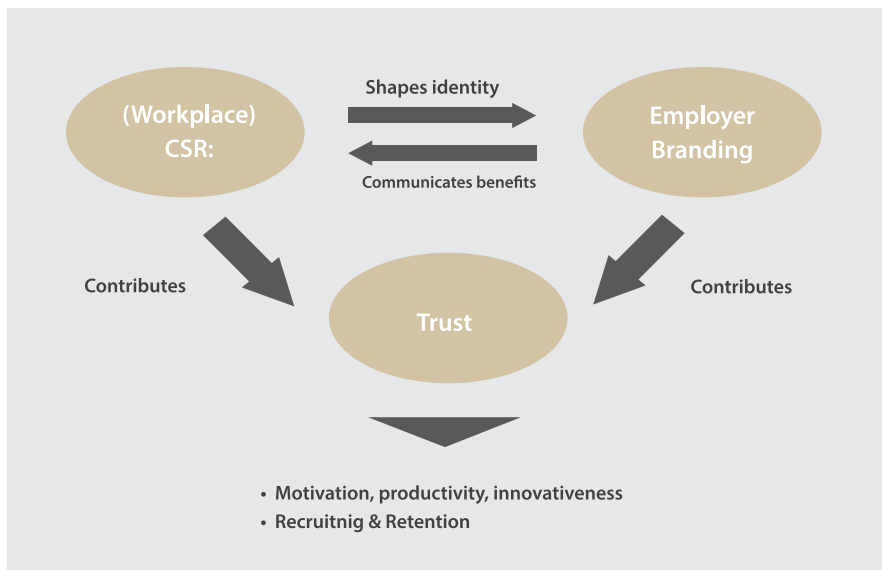 (Workplace)
CSR:
Shapes identity
Communicates benefits
Employer
Branding
Contributes
Contributes
Trust
• Motivation, productivity, innovativeness
• Recruitnig & Retention